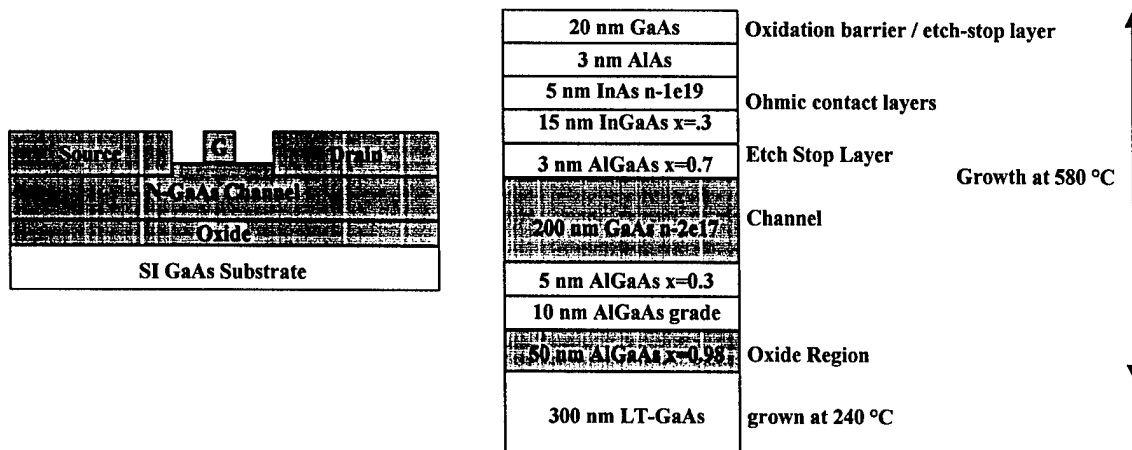 Source
G
Drain
N-GaAs Channel
Oxide
SI GaAs Substrate
20 nm GaAs
Oxidation barrier / etch-stop layer
3 nm AlAs
5 nm InAs n-1e19
Ohmic contact layers
15 nm InGaAs x=.3
3 nm AlGaAs x=0.7
Etch Stop Layer
Growth at 580 °C
200 nm GaAs n-2e17
Channel
5 nm AlGaAs x=0.3
10 nm AlGaAs grade
50 nm AlGaAs x=0.98
Oxide Region
300 nm LT-GaAs
grown at 240 °C